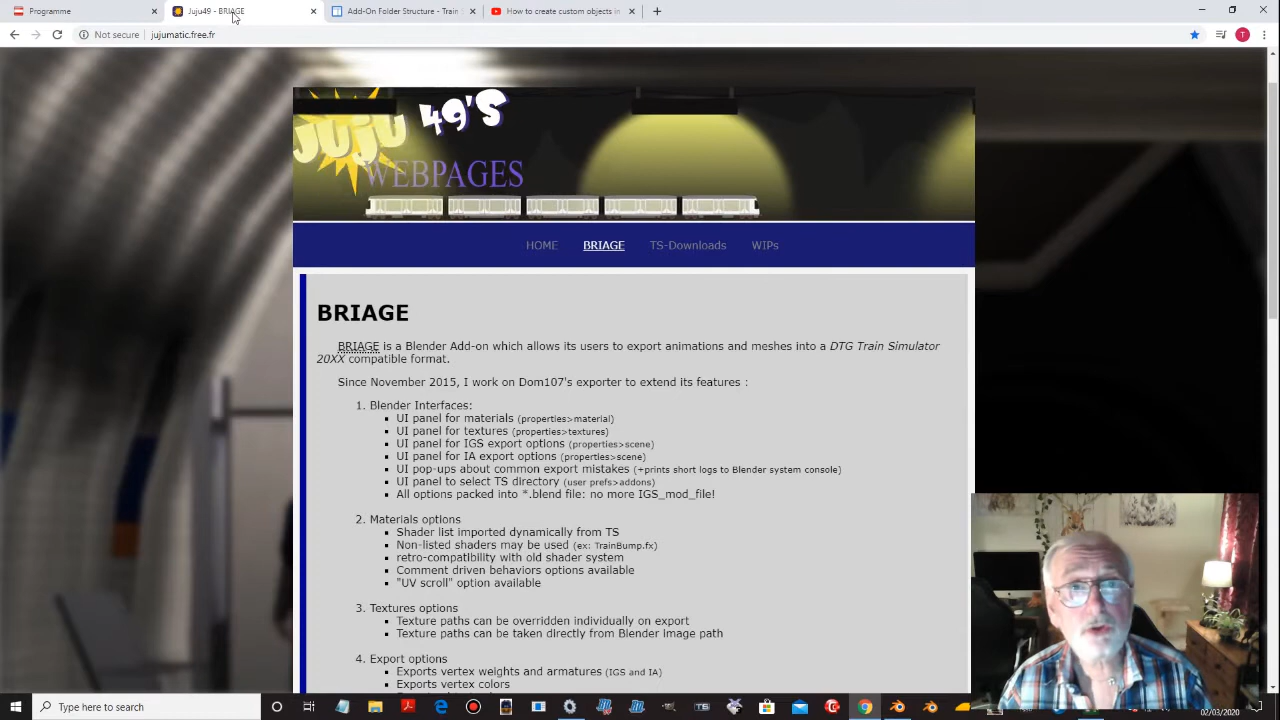 Programme
Juju49 - BRIAGE
Add-On Folder Structure - Train
How to create custom objects in
Not secure
jujumatic.free.fr
T
JUJU 49'S
WEBPAGES
HOME BRIAGE TS-Downloads WIPs
BRIAGE
BRIAGE is a Blender Add-on which allows its users to export animations and meshes into a DTG Train Simulator
20XX compatible format.
Since November 2015, I work on Dom107's exporter to extend its features :
1. Blender Interfaces:
UI panel for materials (properties>material)
UI panel for textures (properties>textures)
UI panel for IGS export options (properties>scene)
UI panel for IA export options (properties>scene)
UI pop-ups about common export mistakes (+prints short logs to Blender system console)
UI panel to select TS directory (user prefs>addons)
All options packed into *.blend file: no more IGS_mod_file!
2. Materials options
Shader list imported dynamically from TS
Non-listed shaders may be used (ex: TrainBump.fx)
retro-compatibility with old shader system
Comment driven behaviors options available
"UV scroll" option available
3. Textures options
Texture paths can be overridden individually on export
Texture paths can be taken directly from Blender Image path
4. Export options
Exports vertex weights and armatures (IGS and IA)
Exports vertex colors
Type here to search
TS
02/03/2020